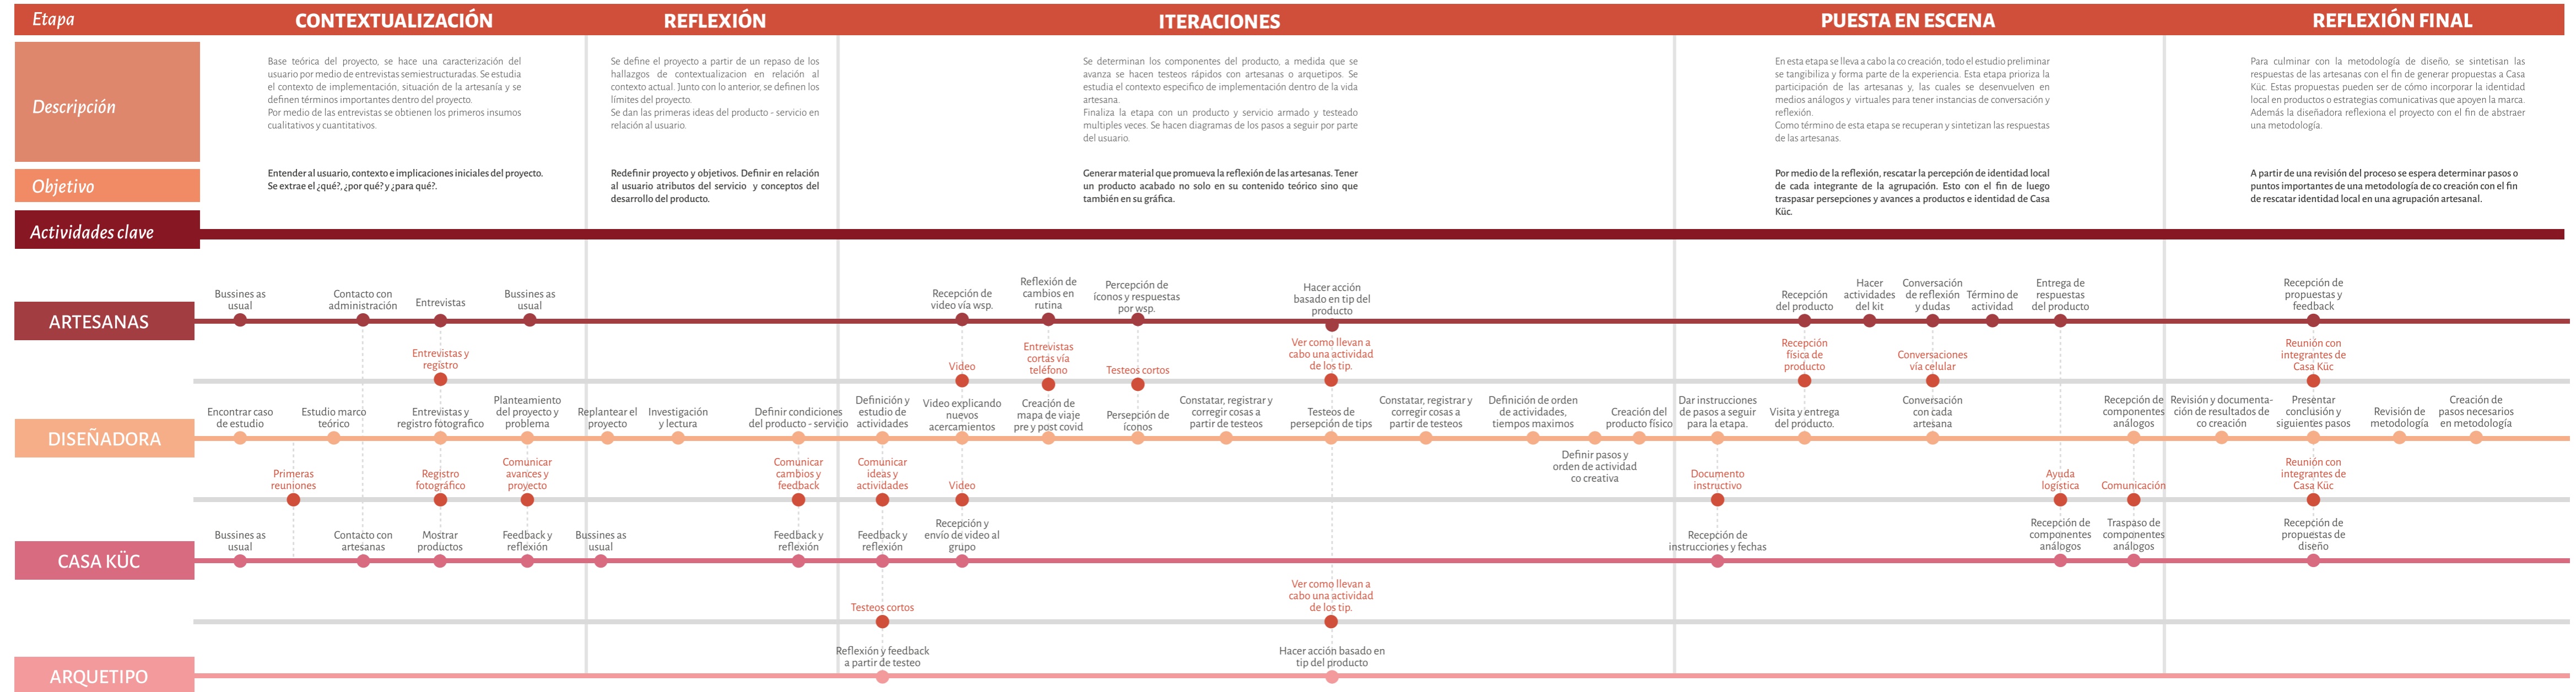 Etapa
CONTEXTUALIZACIÓN
REFLEXIÓN
ITERACIONES
PUESTA EN ESCENA
REFLEXIÓN FINAL
Descripción
Base teórica del proyecto, se hace una caracterización del
usuario por medio de entrevistas semiestructuradas. Se estudia
el contexto de implementación, situación de la artesanía y se
definen términos importantes dentro del proyecto.
Por medio de las entrevistas se obtienen los primeros insumos
cualitativos y cuantitativos.
Se define el proyecto a partir de un repaso de los
hallazgos de contextualizacion en relación al
contexto actual. Junto con lo anterior, se definen los
límites del proyecto.
Se dan las primeras ideas del producto - servicio en
relación al usuario.
Se determinan los componentes del producto, a medida que se
avanza se hacen testeos rápidos con artesanas o arquetipos. Se
estudia el contexto especifico de implementación dentro de la vida
artesana.
Finaliza la etapa con un producto y servicio armado y testeado
multiples veces. Se hacen diagramas de los pasos a seguir por parte
del usuario.
En esta etapa se lleva a cabo la co creación, todo el estudio preliminar
se tangibiliza y forma parte de la experiencia. Esta etapa prioriza la
participación de las artesanas y, las cuales se desenvuelven en
medios análogos y virtuales para tener instancias de conversación y
reflexión.
Como término de esta etapa se recuperan y sintetizan las respuestas
de las artesanas.
Para culminar con la metodología de diseño, se sintetisan las
respuestas de las artesanas con el fin de generar propuestas a Casa
Küc. Estas propuestas pueden ser de cómo incorporar la identidad
local en productos o estrategias comunicativas que apoyen la marca.
Además la diseñadora reflexiona el proyecto con el fin de abstraer
una metodología.
Objetivo
Entender al usuario, contexto e implicaciones iniciales del proyecto.
Se extrae el ¿qué?, ¿por qué? y ¿para qué?.
Redefinir proyecto y objetivos. Definir en relación
al usuario atributos del servicio y conceptos del
desarrollo del producto.
Generar material que promueva la reflexión de las artesanas. Tener
un producto acabado no solo en su contenido teórico sino que
también en su gráfica.
Por medio de la reflexión, rescatar la percepción de identidad local
de cada integrante de la agrupación. Esto con el fin de luego
traspasar persepciones y avances a productos e identidad de Casa
Küc.
A partir de una revisión del proceso se espera determinar pasos o
puntos importantes de una metodología de co creación con el fin
de rescatar identidad local en una agrupación artesanal.
Actividades clave
ARTESANAS
Bussines as
usual
Contacto con
administración
Entrevistas
Bussines as
usual
Recepción de
video vía wsp.
Reflexión de
cambios en
rutina
Percepción de
íconos y respuestas
por wsp.
Hacer acción
basado en tip del
producto
Recepción
del producto
Hacer
actividades
del kit
Conversación
de reflexión
y dudas
Término de
actividad
Entrega de
respuestas
del producto
Recepción de
propuestas y
feedback
Entrevistas y
registro
Video
Entrevistas
cortas vía
teléfono
Testeos cortos
Ver como llevan a
cabo una actividad
de los tip.
Recepción
física de
producto
Conversaciones
vía celular
Reunión con
integrantes de
Casa Küc
DISEÑADORA
Encontrar caso
de estudio
Estudio marco
teórico
Entrevistas y
registro fotografico
Planteamiento
del proyecto y
problema
Replantear el
proyecto
Investigación
y lectura
Definir condiciones
del producto - servicio
Definición y
estudio de
actividades
Video explicando
nuevos
acercamientos
Creación de
mapa de viaje
pre y post covid
Persepción de
íconos
Constatar, registrar y
corregir cosas a
partir de testeos
Testeos de
persepción de tips
Constatar, registrar y
corregir cosas a
partir de testeos
Definición de orden
de actividades,
tiempos maximos
Definir pasos y
orden de actividad
co creativa
Creación del
producto físico
Dar instrucciones
de pasos a seguir
para la etapa.
Visita y entrega
del producto.
Conversación
con cada
artesana
Recepción de
componentes
análogos
Revisión y documenta-
ción de resultados de
co creación
Presentar
conclusión y
siguientes pasos
Revisión de
metodología
Creación de
pasos necesarios
en metodología
Primeras
reuniones
Registro
fotográfico
Comunicar
avances y
proyecto
Comunicar
cambios y
feedback
Comunicar
ideas y
actividades
Video
Documento
instructivo
Ayuda
logística
Comunicación
Reunión con
integrantes de
Casa Küc
CASA KÜC
Bussines as
usual
Contacto con
artesanas
Mostrar
productos
Feedback y
reflexión
Bussines as
usual
Feedback y
reflexión
Feedback y
reflexión
Recepción y
envío de video al
grupo
Recepción de
instrucciones y fechas
Recepción de
componentes
análogos
Traspaso de
componentes
análogos
Recepción de
propuestas de
diseño
Testeos cortos
Ver como llevan a
cabo una actividad
de los tip.
ARQUETIPO
Reflexión y feedback
a partir de testeo
Hacer acción basado en
tip del producto